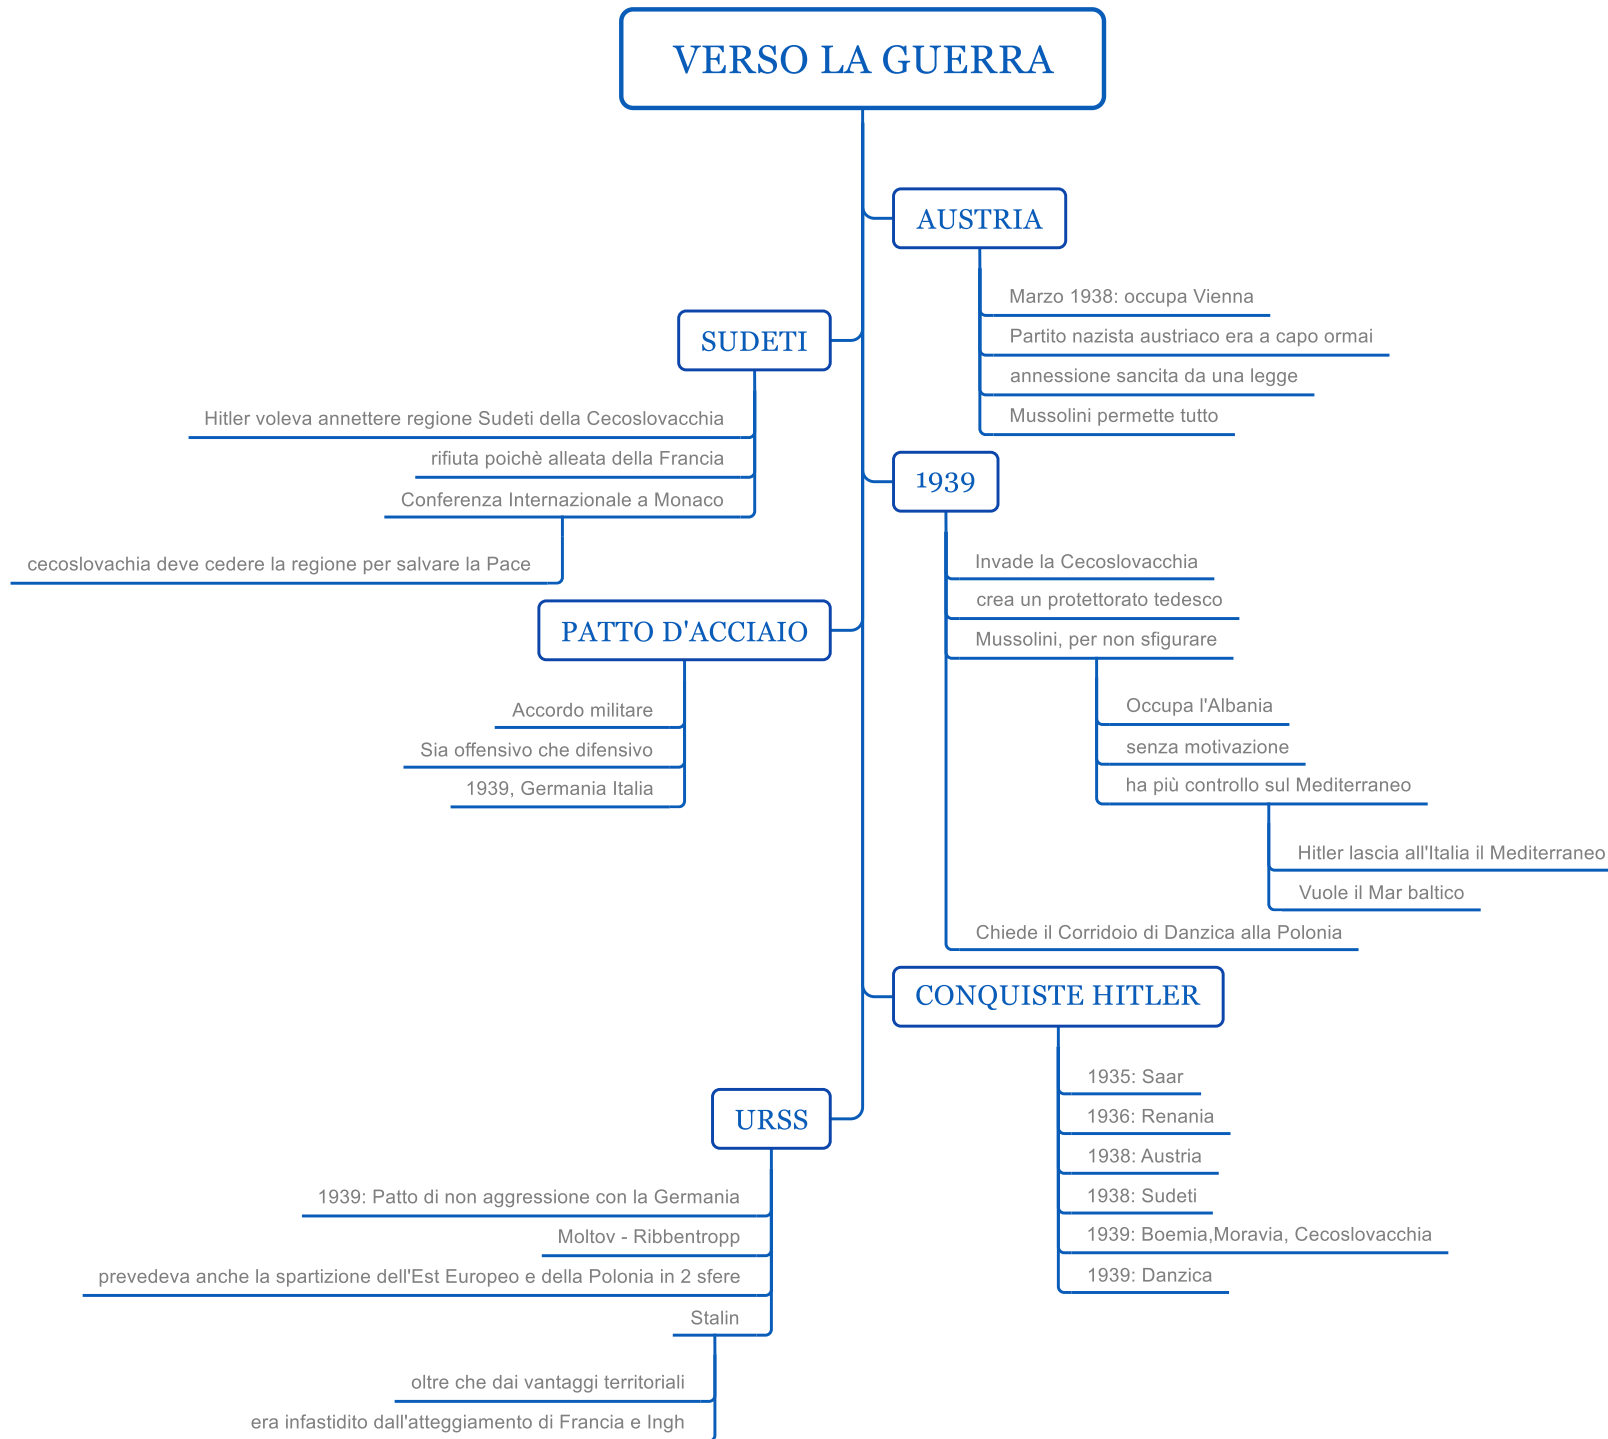 VERSO LA GUERRA
AUSTRIA
Marzo 1938: occupa Vienna
Partito nazista austriaco era a capo ormai
annessione sancita da una legge
Mussolini permette tutto
SUDETI
Hitler voleva annettere regione Sudeti della Cecoslovacchia
rifiuta poichè alleata della Francia
Conferenza Internazionale a Monaco
cecoslovachia deve cedere la regione per salvare la Pace
1939
Invade la Cecoslovacchia
crea un protettorato tedesco
Mussolini, per non sfigurare
Occupa l'Albania
senza motivazione
ha più controllo sul Mediterraneo
Hitler lascia all'Italia il Mediterraneo
Vuole il Mar baltico
Chiede il Corridoio di Danzica alla Polonia
PATTO D'ACCIAIO
Accordo militare
Sia offensivo che difensivo
1939, Germania Italia
CONQUISTE HITLER
1935: Saar
1936: Renania
1938: Austria
1938: Sudeti
1939: Boemia,Moravia, Cecoslovacchia
1939: Danzica
URSS
1939: Patto di non aggressione con la Germania
Moltov - Ribbentropp
prevedeva anche la spartizione dell'Est Europeo e della Polonia in 2 sfere
Stalin
oltre che dai vantaggi territoriali
era infastidito dall'atteggiamento di Francia e Ingh